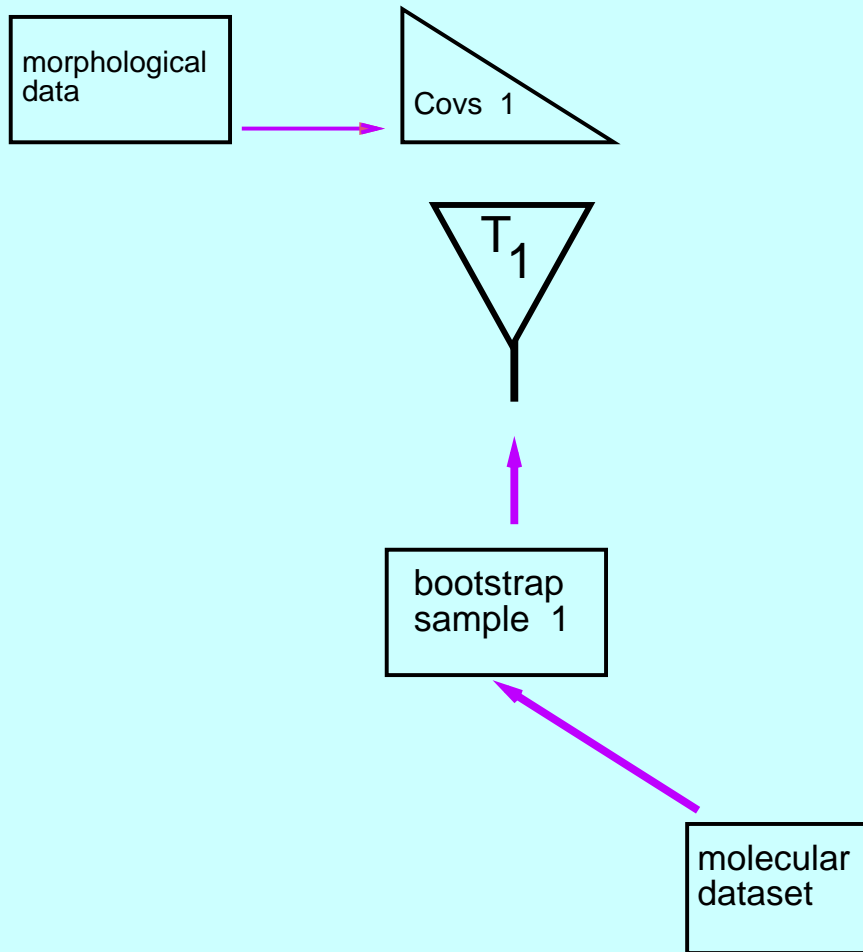 morphological
data
Covs 1
T1
bootstrap
sample 1
molecular
dataset